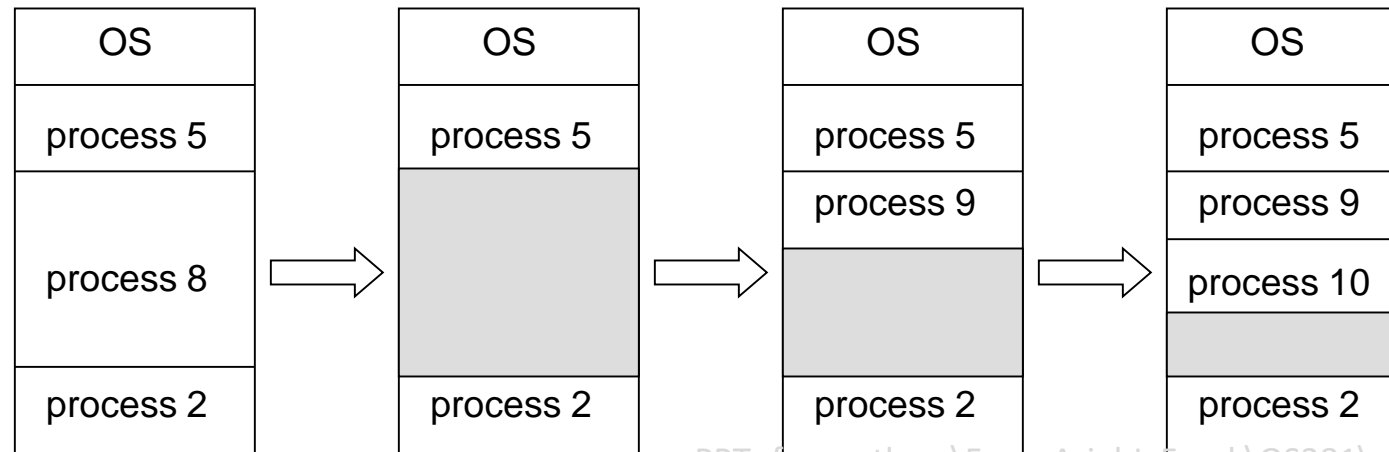 OS OS OS OS
process 5 process 5 process 5 process 5
process 9 process 9
process 8 process 10
process 2 process 2 process 2 process 2